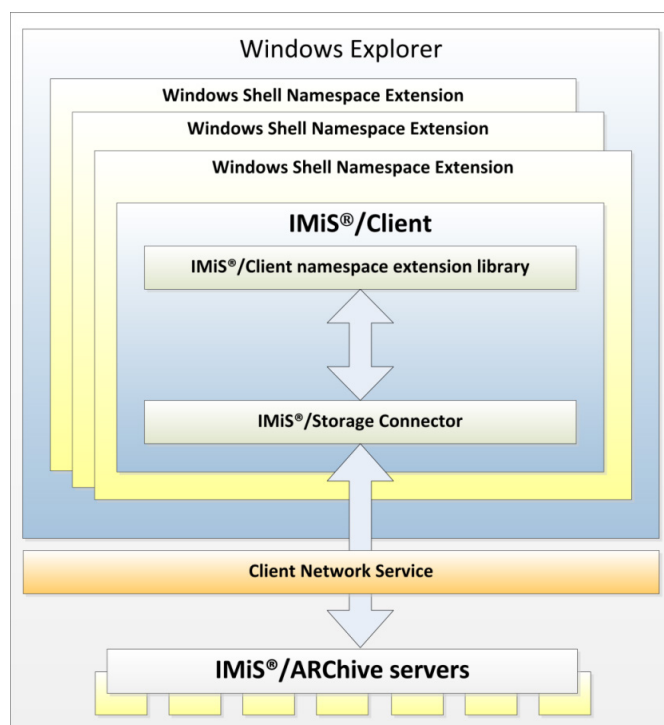 Windows Explorer
Windows Shell Namespace Extension
Windows Shell Namespace Extension
Windows Shell Namespace Extension
IMiS®/Client
IMiS®/Client namespace extension library
IMiS®/Storage Connector
Client Network Service
IMiS®/ARChive servers